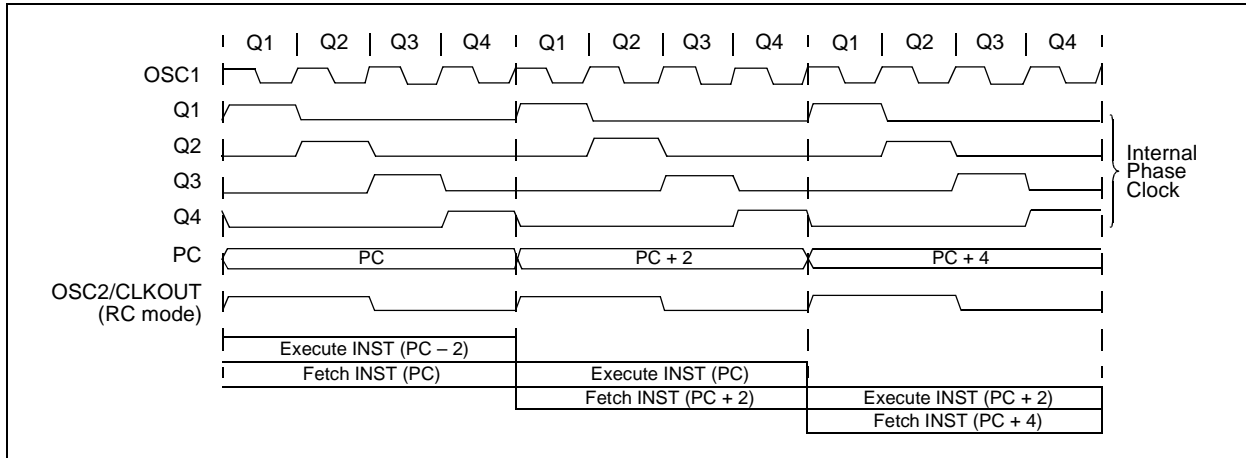 Q1 Q2 Q3 Q4 Q1 Q2 Q3 Q4 Q1 Q2 Q3 Q4
OSC1
Q1
Q2
Q3
Q4
Internal
Phase
Clock
PC PC PC + 2 PC + 4
OSC2/CLKOUT
(RC mode)
Execute INST (PC – 2)
Fetch INST (PC) Execute INST (PC)
Fetch INST (PC + 2) Execute INST (PC + 2)
Fetch INST (PC + 4)